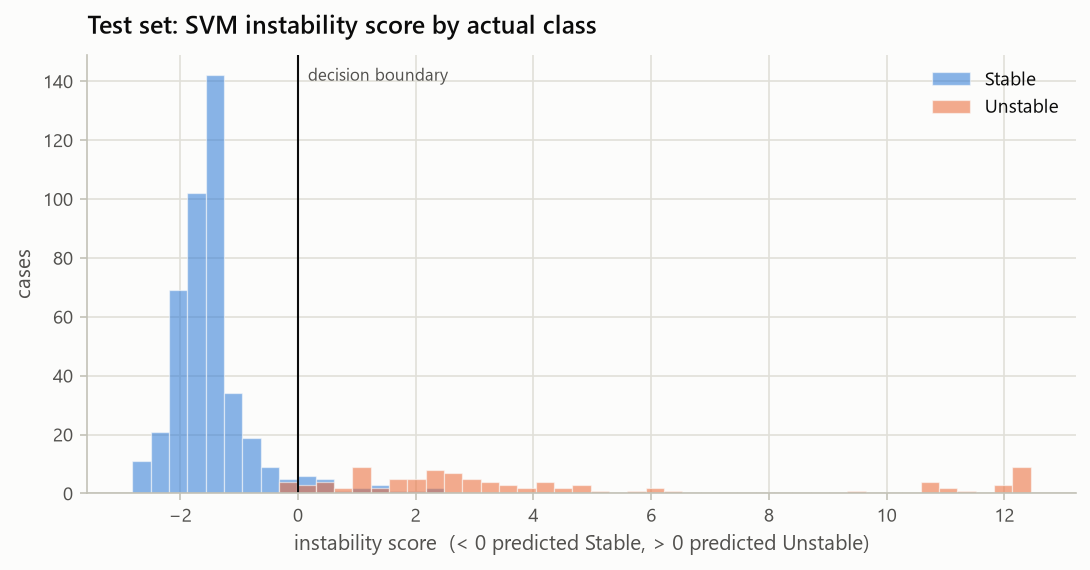 Test set: SVM instability score by actual class
decision boundary
Stable
Unstable
cases
140
120
100
80
60
40
20
0
−2
0
2
4
6
8
10
12
instability score (< 0 predicted Stable, > 0 predicted Unstable)